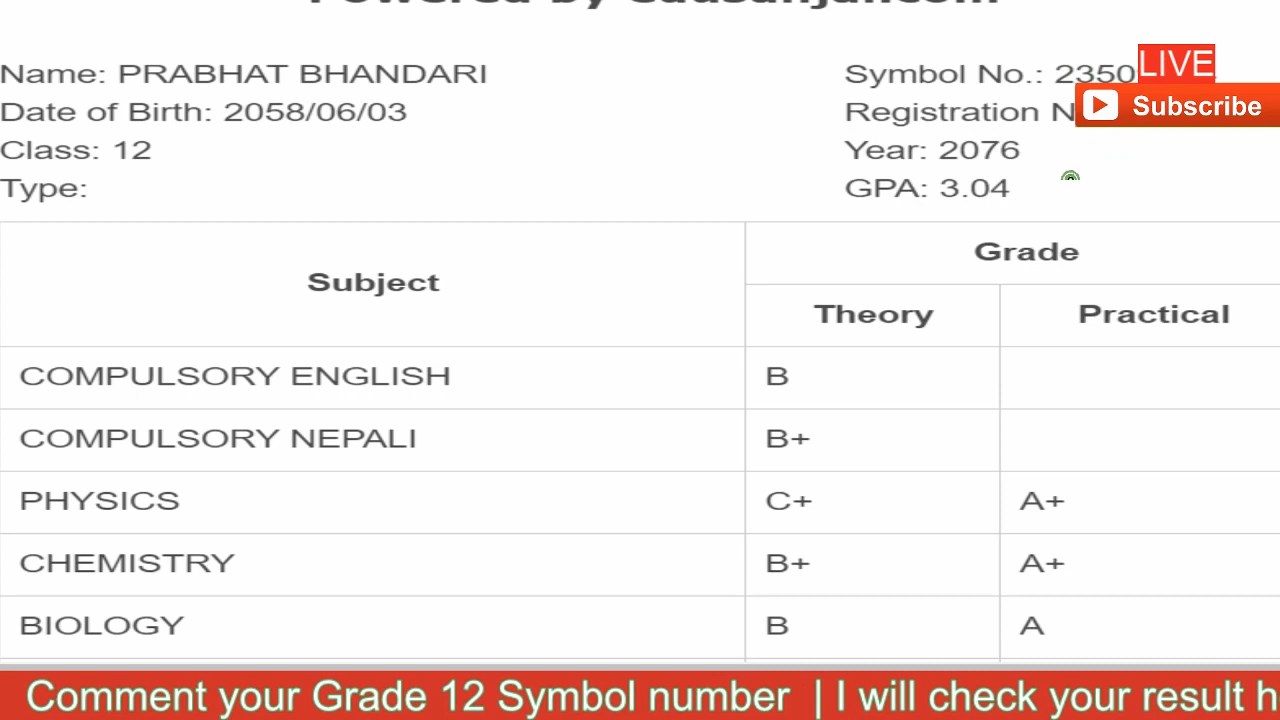 Name: PRABHAT BHANDARI
Symbol No.: 2350
LIVE
Date of Birth: 2058/06/03
Registration N
Subscribe
Class: 12
Year: 2076
Type:
GPA: 3.04
Subject
Grade
Theory
Practical
COMPULSORY ENGLISH B
COMPULSORY NEPALI B+
PHYSICS C+ A+
CHEMISTRY B+ A+
BIOLOGY B A
Comment your Grade 12 Symbol number | I will check your result h